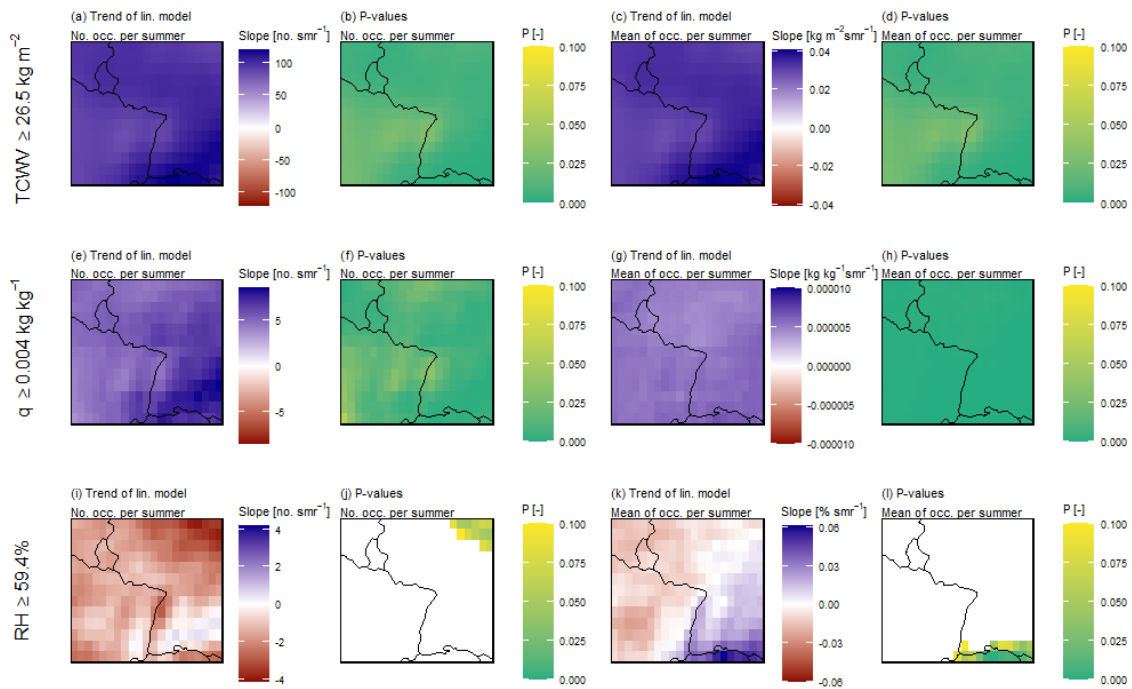 (a) Trend of lin. model
No. occ. per summer
Slope [no. smr⁻¹]
100
50
0
-50
-100
(b) P-values
No. occ. per summer
P [-]
0.100
0.075
0.050
0.025
0.000
(c) Trend of lin. model
Mean of occ. per summer
Slope [kg m⁻²smr⁻¹]
0.04
0.02
0.00
-0.02
-0.04
(d) P-values
Mean of occ. per summer
P [-]
0.100
0.075
0.050
0.025
0.000
TCWV ≥ 26.5 kg m⁻²
(e) Trend of lin. model
No. occ. per summer
Slope [no. smr⁻¹]
5
0
-5
(f) P-values
No. occ. per summer
P [-]
0.100
0.075
0.050
0.025
0.000
(g) Trend of lin. model
Mean of occ. per summer
Slope [kg kg⁻¹smr⁻¹]
0.000010
0.000005
0.000000
-0.000005
-0.000010
(h) P-values
Mean of occ. per summer
P [-]
0.100
0.075
0.050
0.025
0.000
q ≥ 0.004 kg kg⁻¹
(i) Trend of lin. model
No. occ. per summer
Slope [no. smr⁻¹]
4
2
0
-2
-4
(j) P-values
No. occ. per summer
P [-]
0.100
0.075
0.050
0.025
0.000
(k) Trend of lin. model
Mean of occ. per summer
Slope [% smr⁻¹]
0.06
0.03
0.00
-0.03
-0.06
(l) P-values
Mean of occ. per summer
P [-]
0.100
0.075
0.050
0.025
0.000
RH ≥ 59.4%